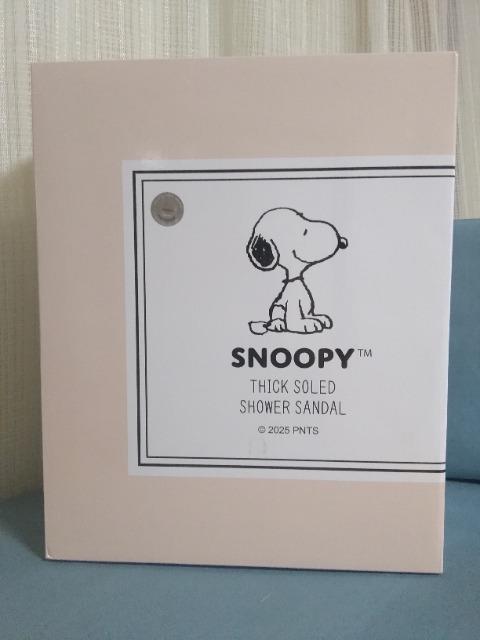 SNOOPY™
THICK SOLED
SHOWER SANDAL
© 2025 PNTS